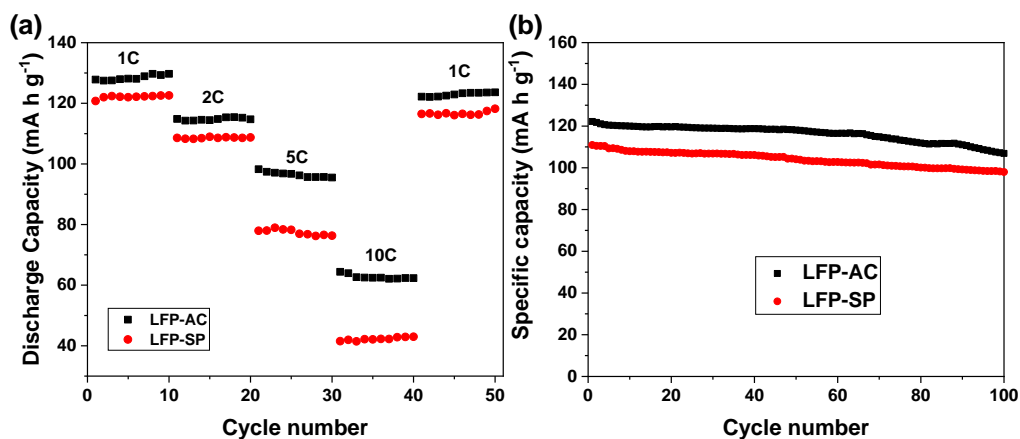 (a)
Discharge Capacity (mA h g⁻¹)
140
120
100
80
60
40
1C
2C
5C
10C
1C
LFP-AC
LFP-SP
0 10 20 30 40 50
Cycle number
(b)
Specific capacity (mA h g⁻¹)
160
140
120
100
80
60
40
20
0
LFP-AC
LFP-SP
0 20 40 60 80 100
Cycle number